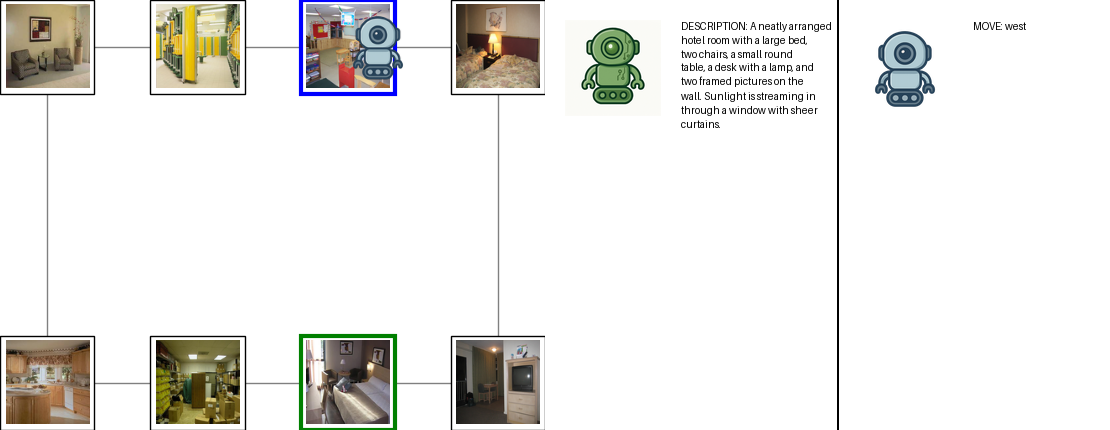 DESCRIPTION: A neatly arranged
hotel room with a large bed,
two chairs, a small round
table, a desk with a lamp, and
two framed pictures on the
wall. Sunlight is streaming in
through a window with sheer
curtains.
MOVE: west